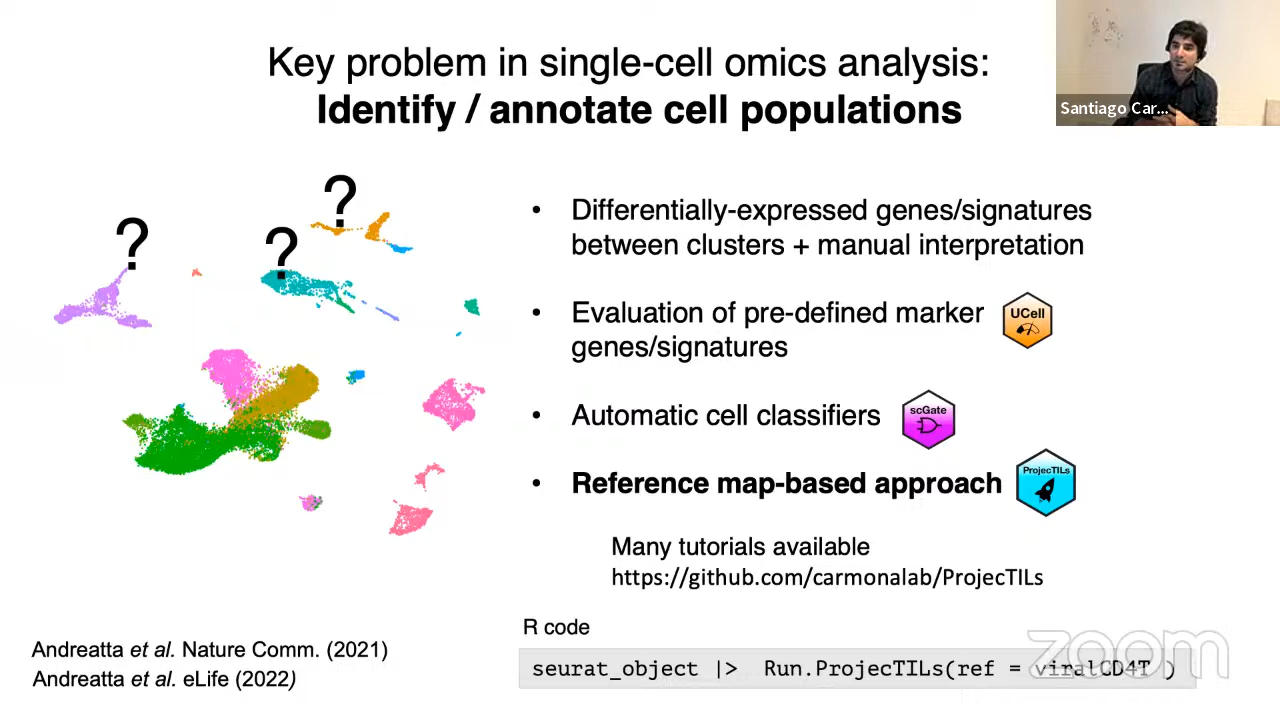 Key problem in single-cell omics analysis:
Identify / annotate cell populations
Santiago Car...
?
?
?
• Differentially-expressed genes/signatures
between clusters + manual interpretation
• Evaluation of pre-defined marker
genes/signatures
UCell
• Automatic cell classifiers
scGate
• Reference map-based approach
ProjecTILs
Many tutorials available
https://github.com/carmonalab/ProjecTILs
R code
seurat_object |> Run.ProjecTILs(ref = viralCD4T )
zoom
Andreatta et al. Nature Comm. (2021)
Andreatta et al. eLife (2022)